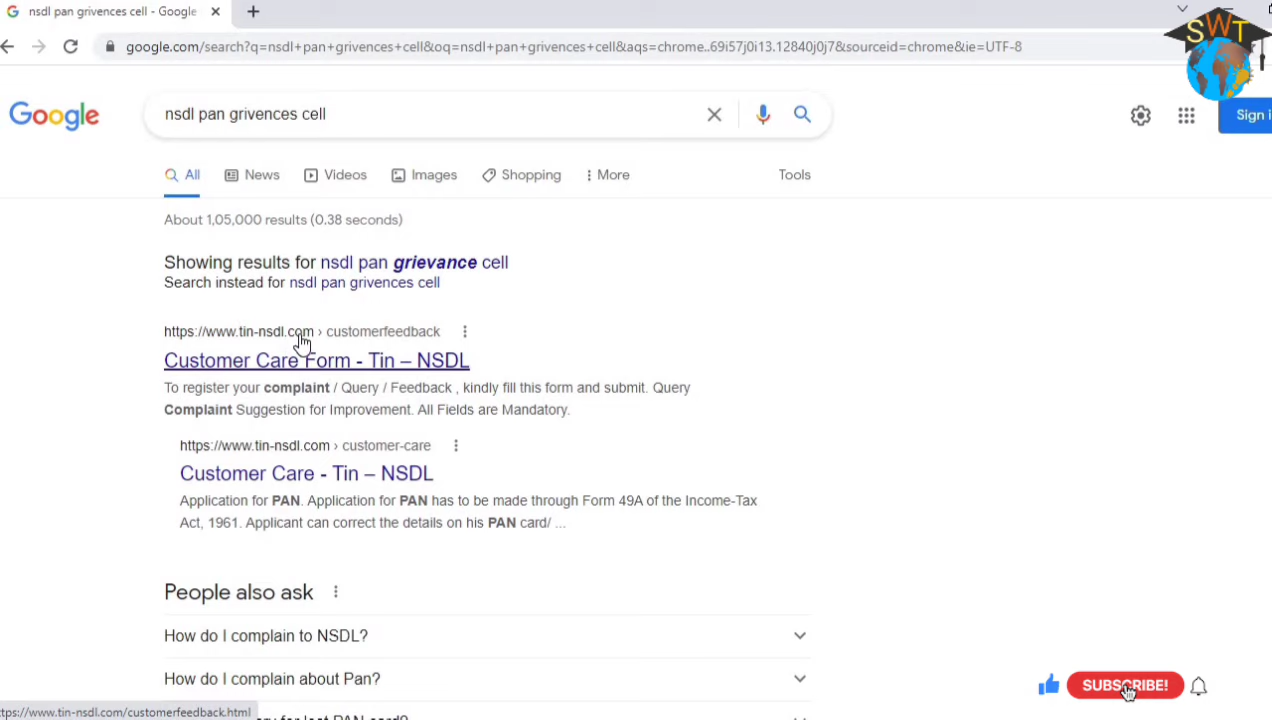 nsdl pan grivences cell - Google
google.com/search?q=nsdl+pan+grivences+cell&oq=nsdl+pan+grivences+cell&aqs=chrome..69i57j0i13.12840j0j7&sourceid=chrome&ie=UTF-8
SWT
Google
nsdl pan grivences cell
Sign i
All News Videos Images Shopping More Tools
About 1,05,000 results (0.38 seconds)
Showing results for nsdl pan grievance cell
Search instead for nsdl pan grivences cell
https://www.tin-nsdl.com › customerfeedback
Customer Care Form - Tin – NSDL
To register your complaint / Query / Feedback , kindly fill this form and submit. Query
Complaint Suggestion for Improvement. All Fields are Mandatory.
https://www.tin-nsdl.com › customer-care
Customer Care - Tin – NSDL
Application for PAN. Application for PAN has to be made through Form 49A of the Income-Tax
Act, 1961. Applicant can correct the details on his PAN card/ ...
People also ask
How do I complain to NSDL?
How do I complain about Pan?
SUBSCRIBE!
ttps://www.tin-nsdl.com/customerfeedback.html